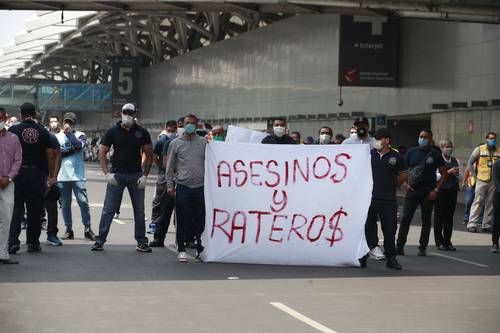 5
Interjet
ASESINOS
y
RATERO$